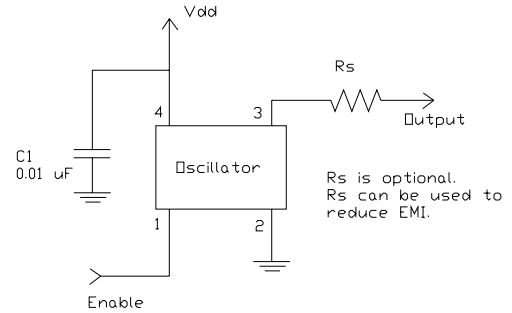 Vdd
Rs
4
3
Output
C1
0.01 uF
Oscillator
Rs is optional.
Rs can be used to
reduce EMI.
1
2
Enable